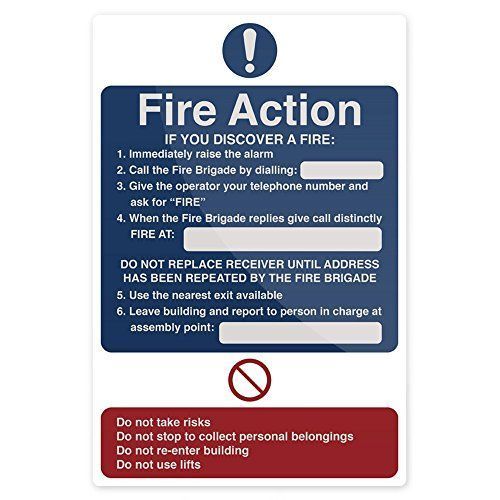 !
Fire Action
IF YOU DISCOVER A FIRE:
1. Immediately raise the alarm
2. Call the Fire Brigade by dialling:
3. Give the operator your telephone number and
ask for “FIRE”
4. When the Fire Brigade replies give call distinctly
FIRE AT:
DO NOT REPLACE RECEIVER UNTIL ADDRESS
HAS BEEN REPEATED BY THE FIRE BRIGADE
5. Use the nearest exit available
6. Leave building and report to person in charge at
assembly point:
Do not take risks
Do not stop to collect personal belongings
Do not re-enter building
Do not use lifts